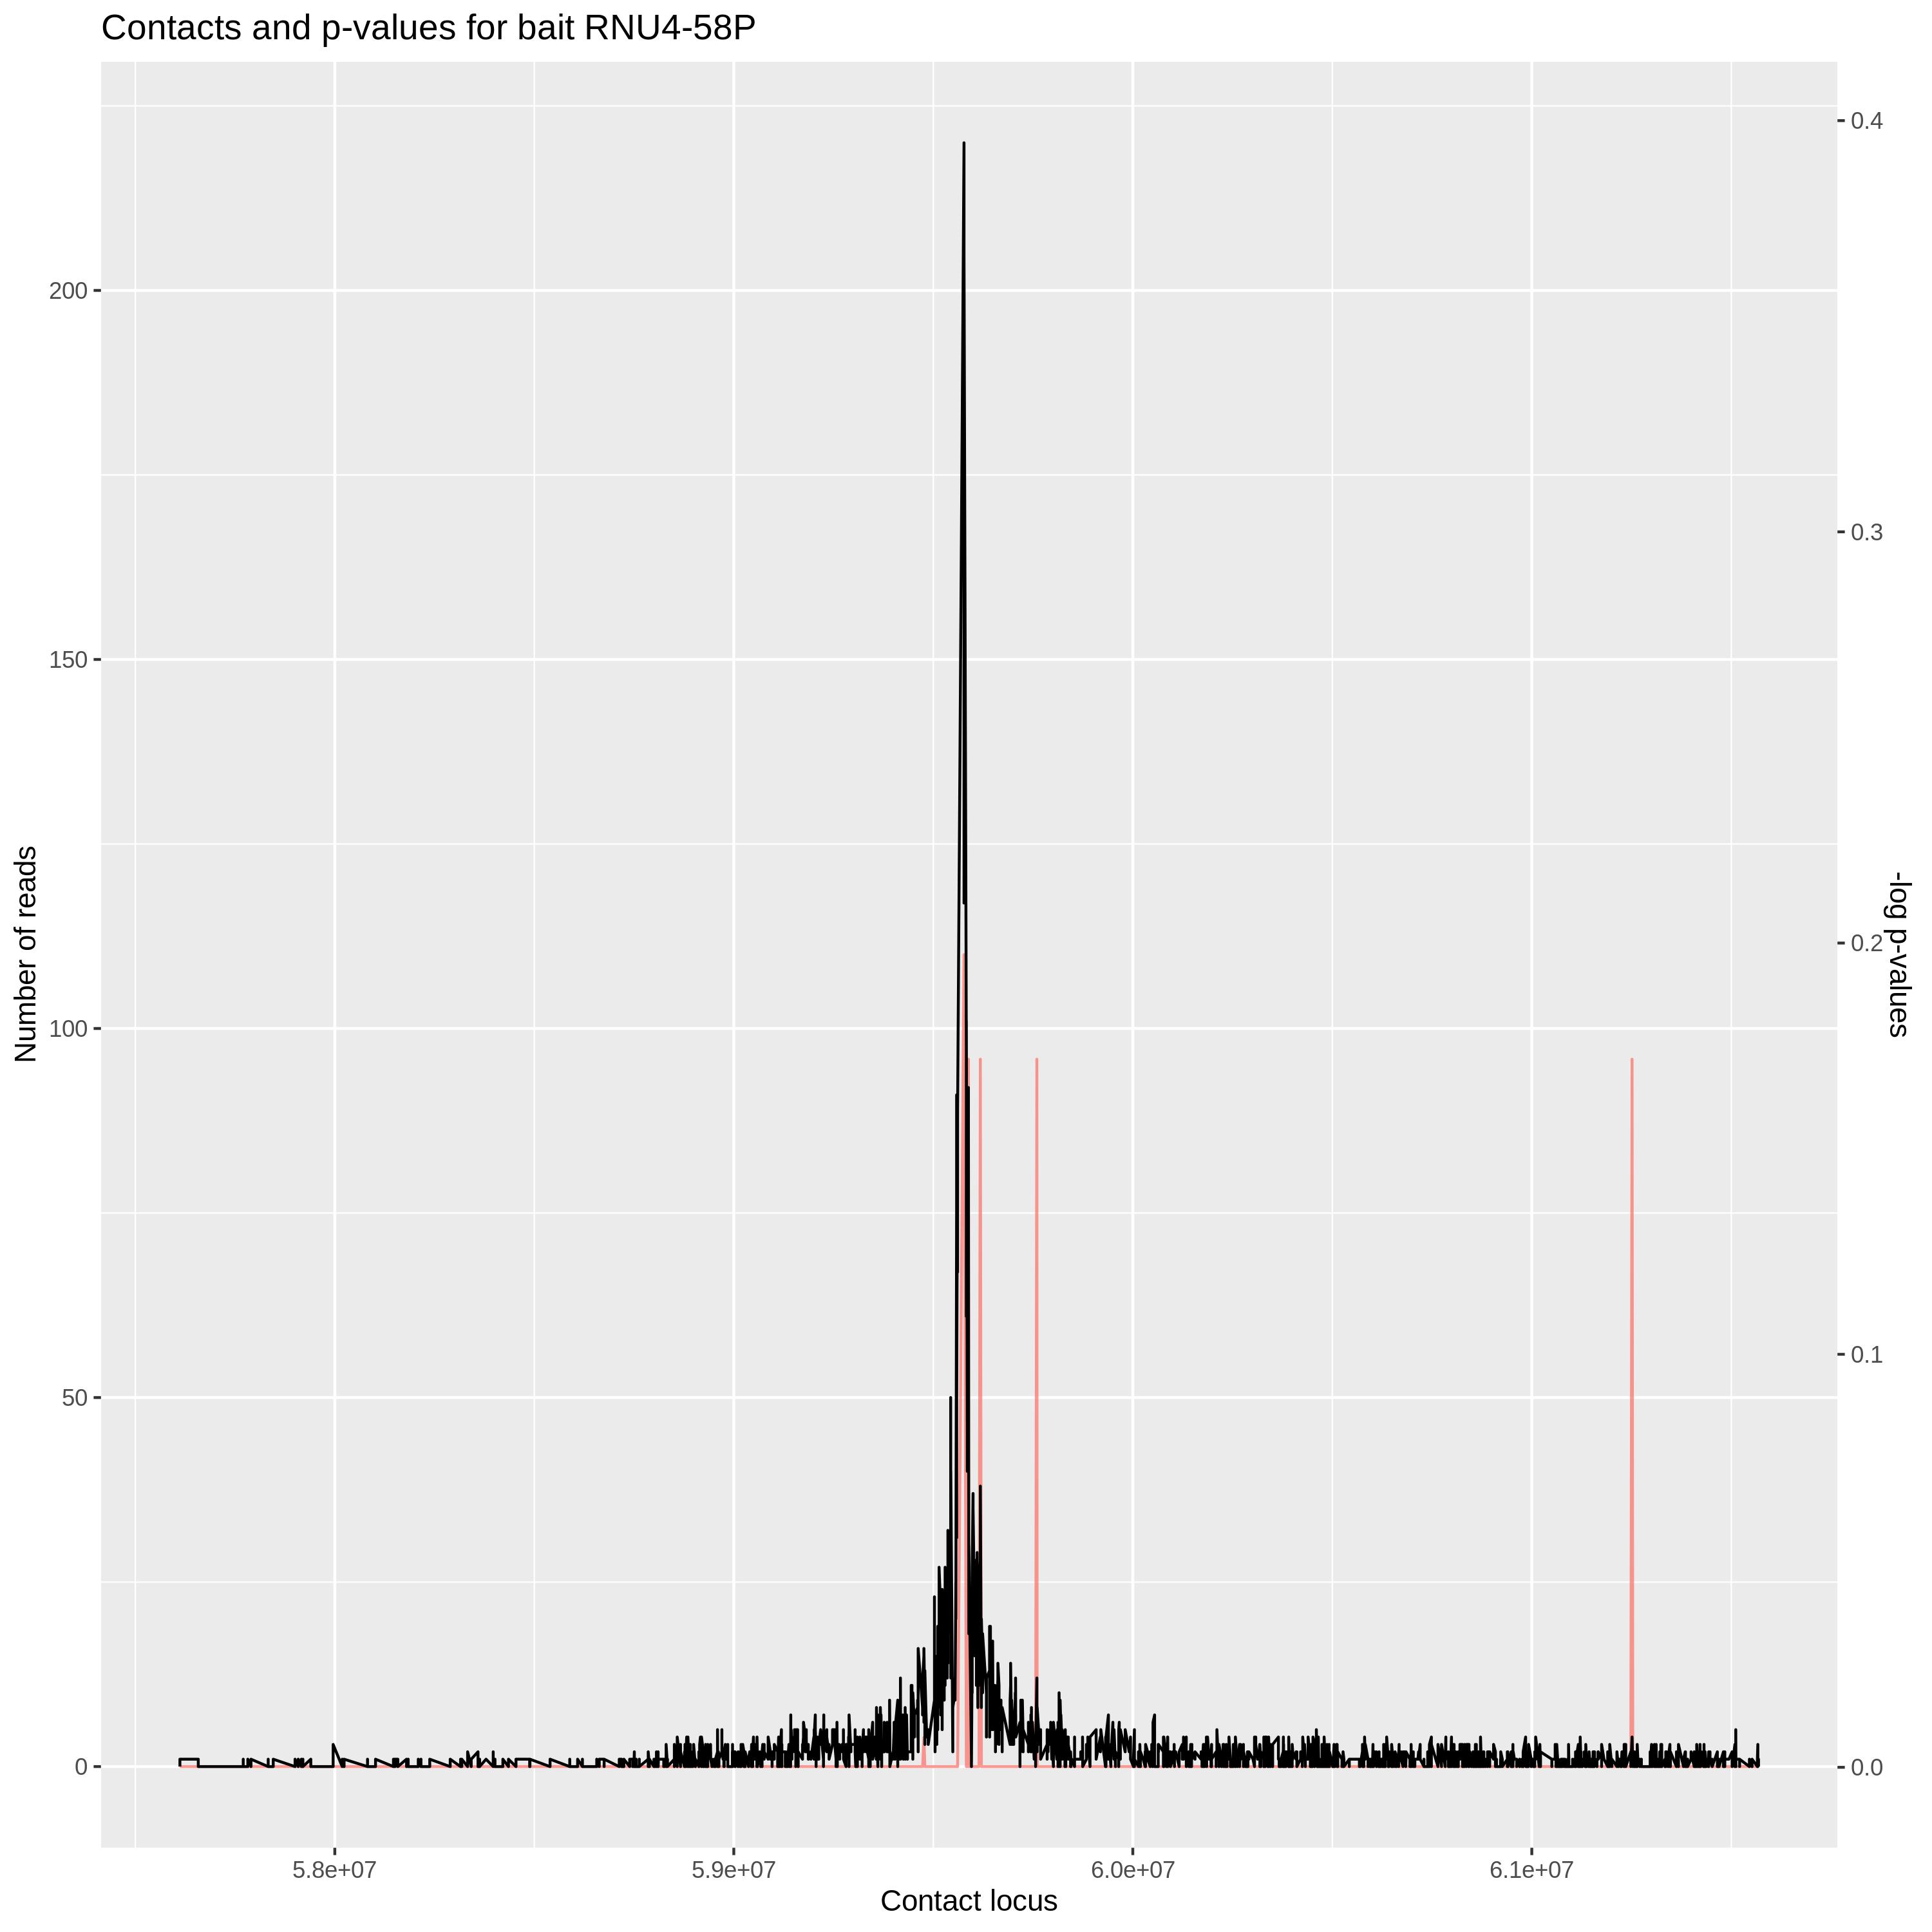 Contacts and p-values for bait RNU4-58P
Number of reads
200
150
100
50
0
0.4
0.3
0.2
0.1
0.0
-log p-values
5.8e+07
5.9e+07
6.0e+07
6.1e+07
Contact locus